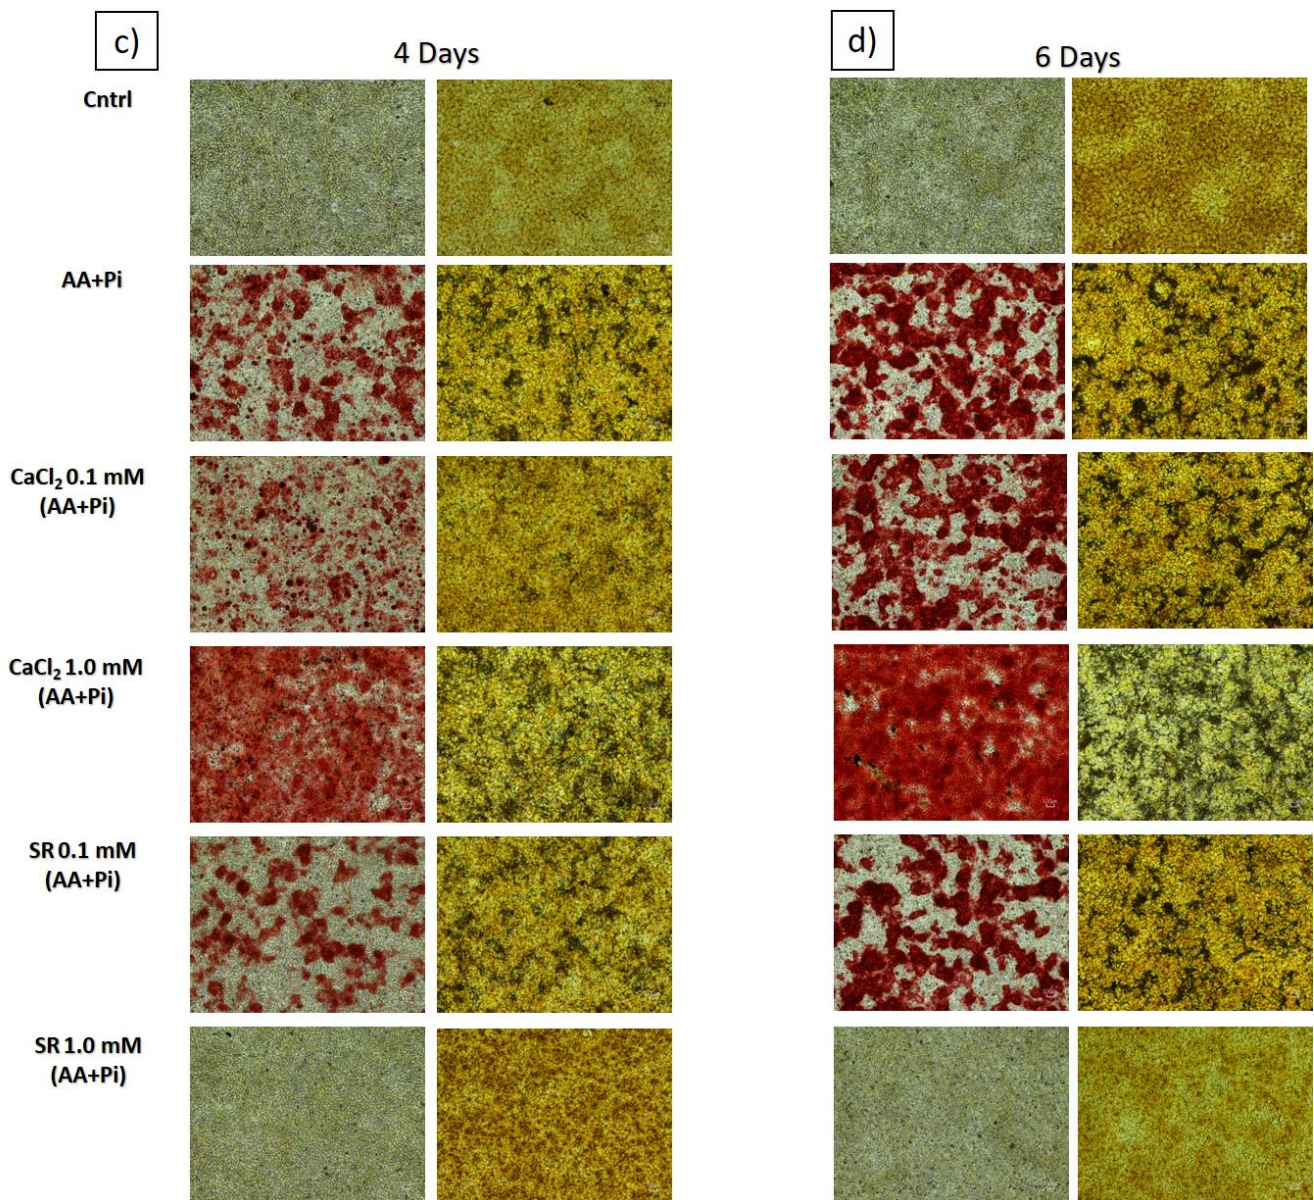 c)
4 Days
d)
6 Days
Cntrl
AA+Pi
CaCl₂ 0.1 mM
(AA+Pi)
CaCl₂ 1.0 mM
(AA+Pi)
SR 0.1 mM
(AA+Pi)
SR 1.0 mM
(AA+Pi)